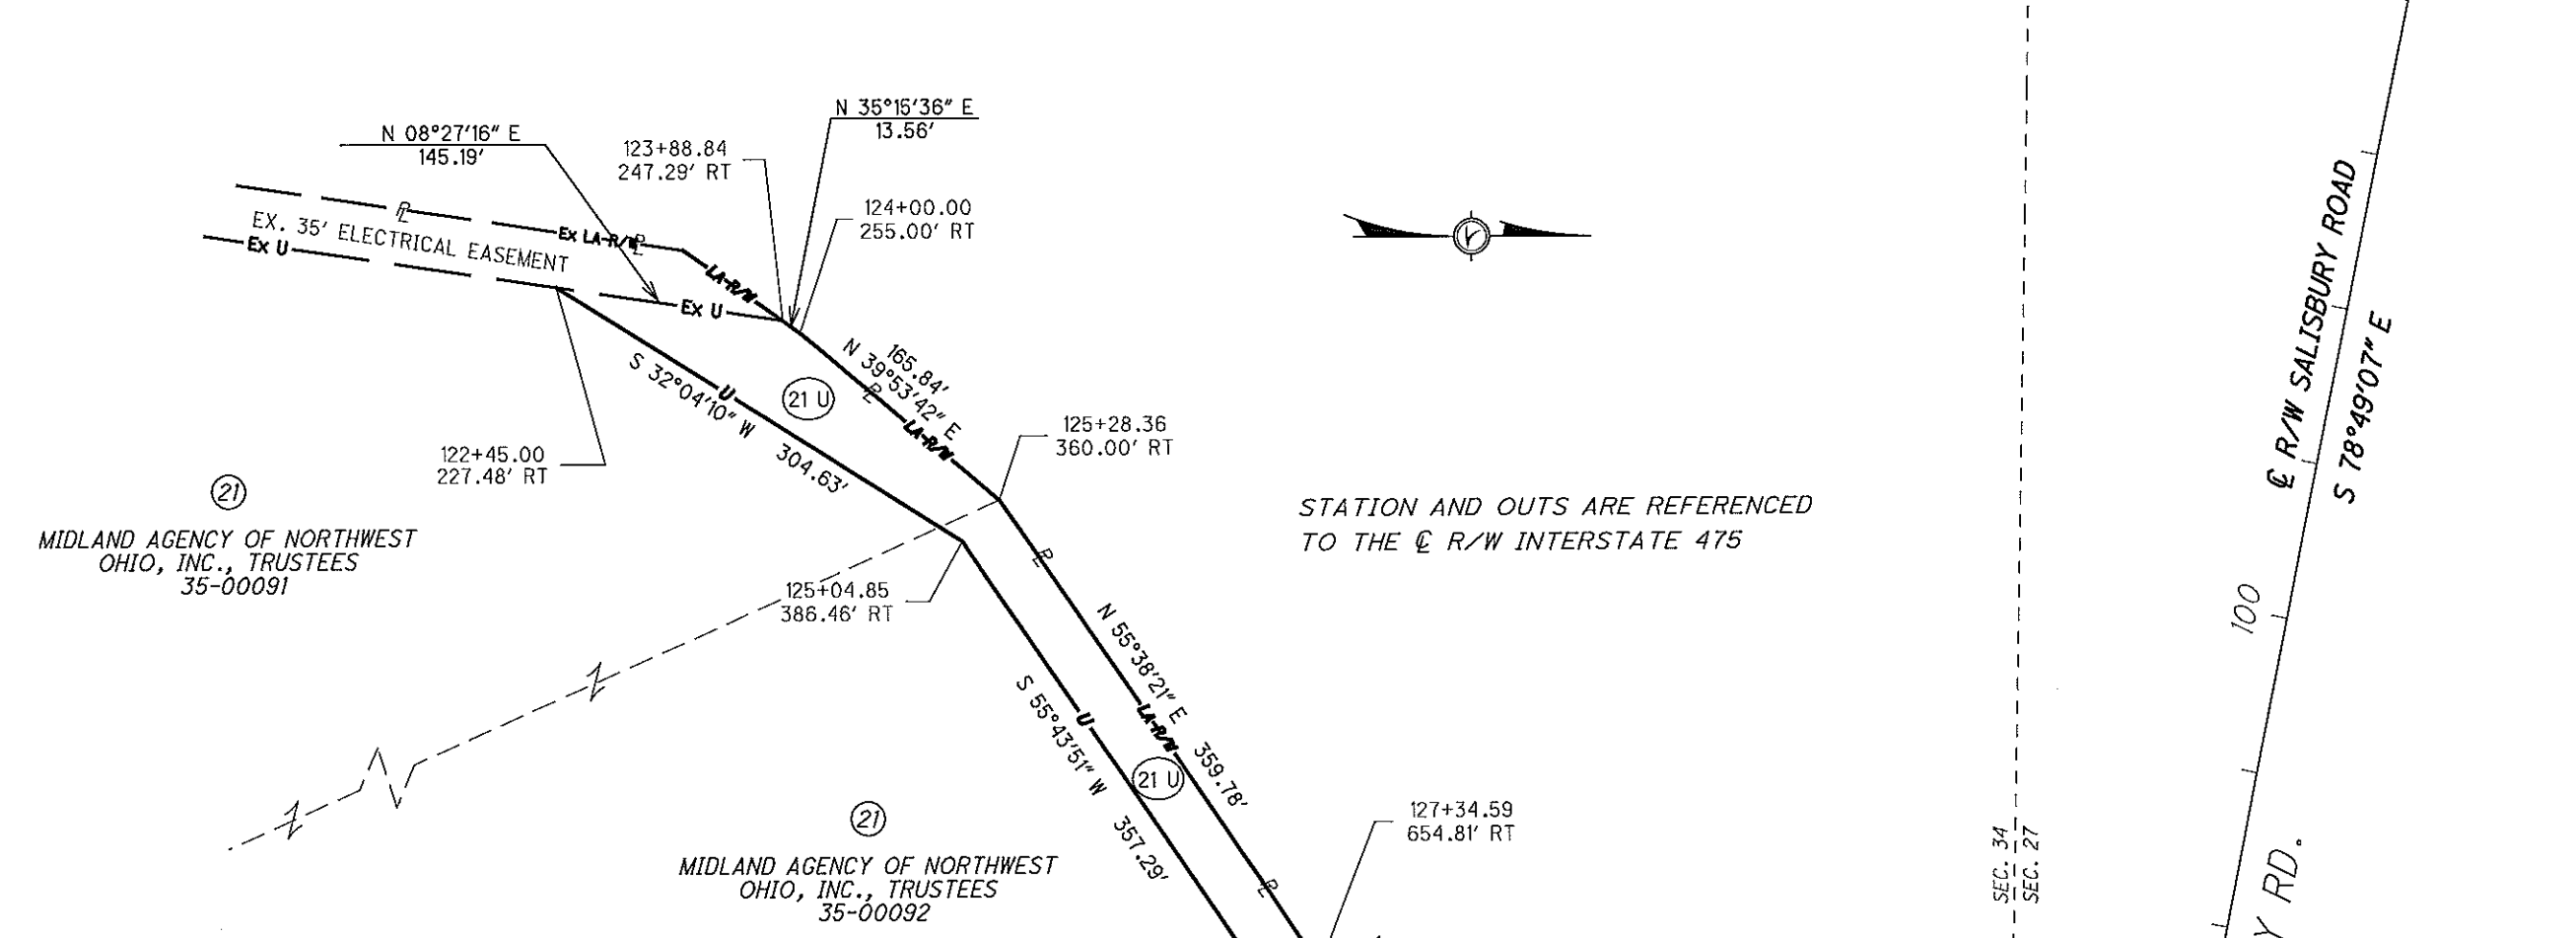 N 08°27'16" E
145.19'
123+88.84
247.29' RT
N 35°15'36" E
13.56'
124+00.00
255.00' RT
EX. 35' ELECTRICAL EASEMENT
Ex LA-R/W
PL
PL
Ex U
Ex U
LA-R/W
165.84'
N 39°53'42" E
PL
LA-R/W
S 32°04'10" W 304.63'
U
21 U
122+45.00
227.48' RT
125+28.36
360.00' RT
21
MIDLAND AGENCY OF NORTHWEST
OHIO, INC., TRUSTEES
35-00091
125+04.85
386.46' RT
STATION AND OUTS ARE REFERENCED
TO THE ℄ R/W INTERSTATE 475
PL
N 55°38'21" E 359.78'
LA-R/W
S 55°43'51" W 357.29'
U
21 U
PL
127+34.59
654.81' RT
21
MIDLAND AGENCY OF NORTHWEST
OHIO, INC., TRUSTEES
35-00092
SEC. 34
SEC. 27
℄ R/W SALISBURY ROAD
S 78°49'07" E
100
Y RD.